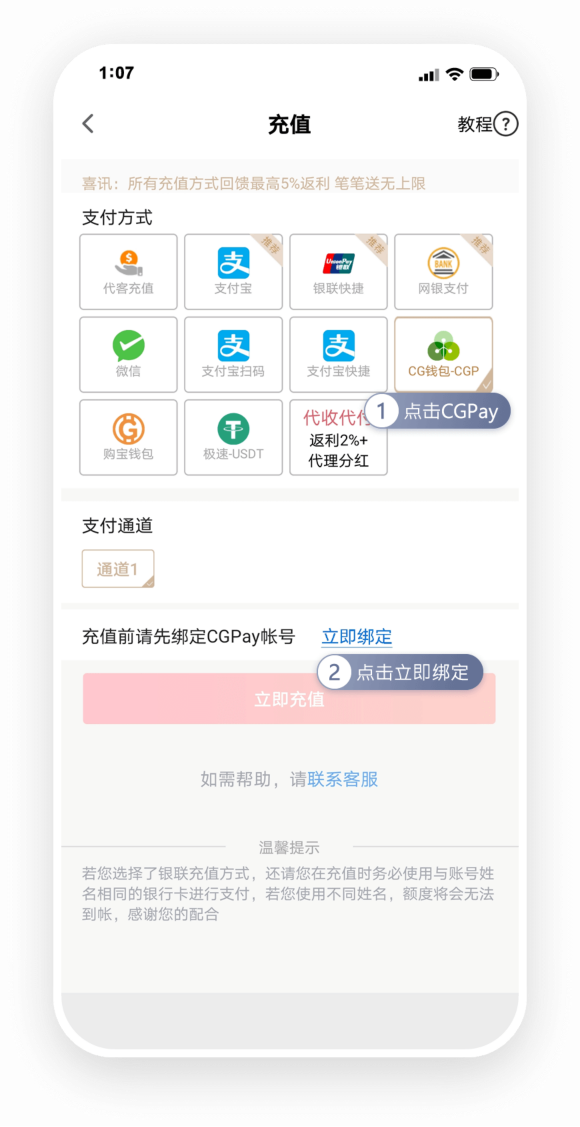 1:07
充值
教程?
喜讯：所有充值方式回馈最高5%返利 笔笔送无上限
支付方式
推荐
推荐
推荐
代客充值
支付宝
UnionPay
银联
银联快捷
BANK
网银支付
微信
支付宝扫码
支付宝快捷
CG钱包-CGP
1 点击CGPay
购宝钱包
极速-USDT
代收代付
返利2%+
代理分红
支付通道
通道1
充值前请先绑定CGPay帐号 立即绑定
2 点击立即绑定
立即充值
如需帮助，请联系客服
温馨提示
若您选择了银联充值方式，还请您在充值时务必使用与账号姓
名相同的银行卡进行支付，若您使用不同姓名，额度将会无法
到帐，感谢您的配合